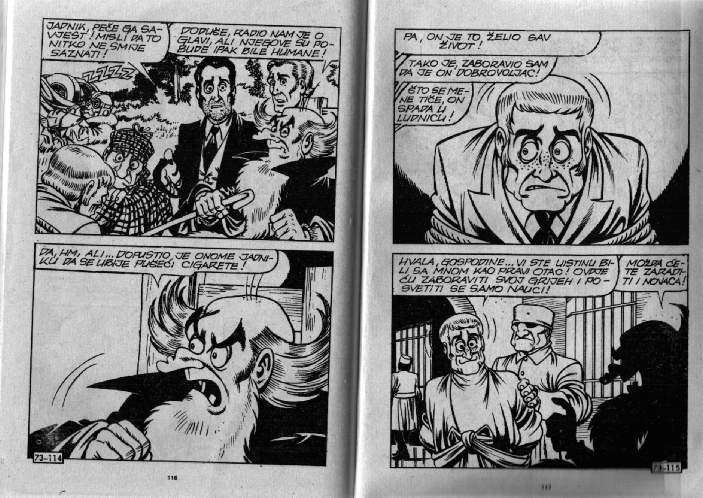 JADNIK, PEČE GA SA-
VJEST! MISLI DA TO
NITKO NE SMIJE
SAZNATI!
DODUŠE, RADIO NAM JE O
GLAVI, ALI NJEGOVE SU PO-
BUDE IPAK BILE HUMANE!
ZZZZZ
DA, HM, ALI... DOPUSTIO JE ONOME JADNI-
KU DA SE UBIJE PUŠEĆI CIGARETE!
73-114
116
PA, ON JE TO ŽELIO SAV
ŽIVOT!
TAKO JE, ZABORAVIO SAM
DA JE ON DOBROVOLJAC!
ŠTO SE ME-
NE TIČE, ON
SPADA U
LUDNICU!
HVALA, GOSPODINE... VI STE UISTINU BI-
LI SA MNOM KAO PRAVI OTAC! OVDJE
ĆU ZABORAVITI SVOJ GRIJEH I PO-
SVETITI SE SAMO NAUCI!
MOŽDA ĆE-
TE ZARADI-
TI I NOVACA!
73-115